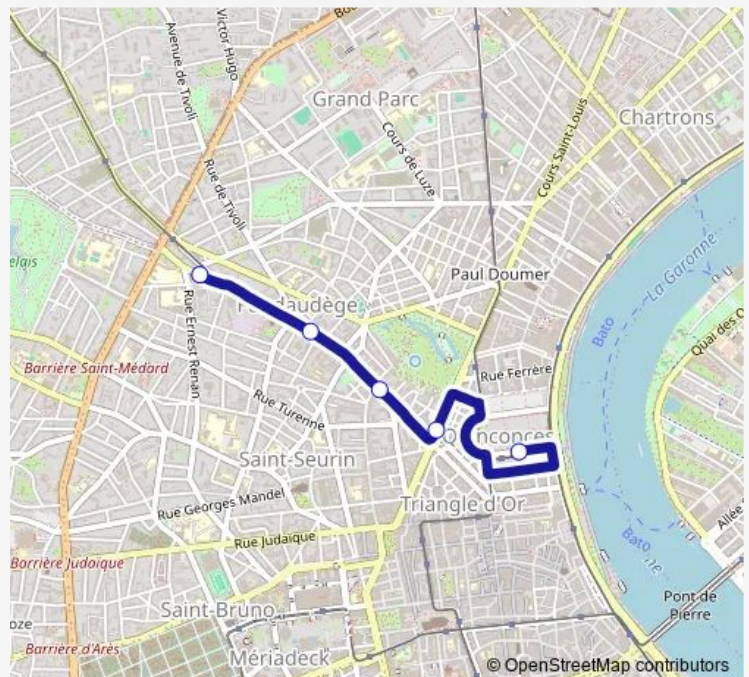 Bo
Victor Hugo
Avenue de Tivoli
Grand Parc
Chartrons
Cours de Luze
Cours Saint-Louis
Rue de Tivoli
elais
La Garonne
Paul Doumer
Quai des Q
Bato
Rue Ernest Renan
Barrière Saint-Médard
Rue Ferrère
Rue Turenne
Saint-Seurin
Triangle d'Or
Rue Georges Mandel
Allée
Rue Judaïque
Bato
Barrière Judaïque
Saint-Bruno
Pont de
Pierre
oze
Barrière d'Arès
Mériadeck
© OpenStreetMap contributors